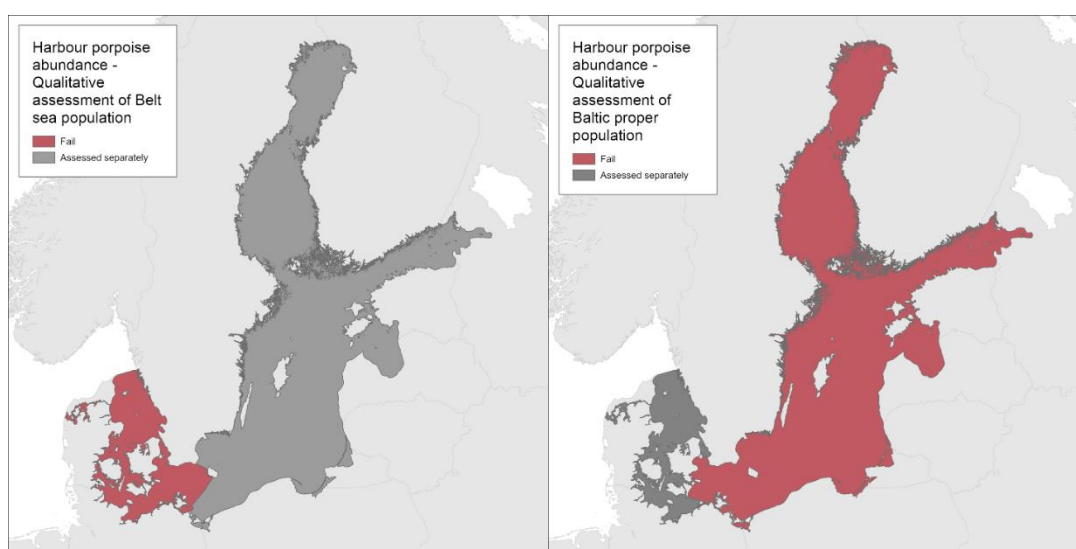 Harbour porpoise
abundance -
Qualitative
assessment of Belt
sea population
Fail
Assessed separately
Harbour porpoise
abundance -
Qualitative
assessment of
Baltic proper
population
Fail
Assessed separately